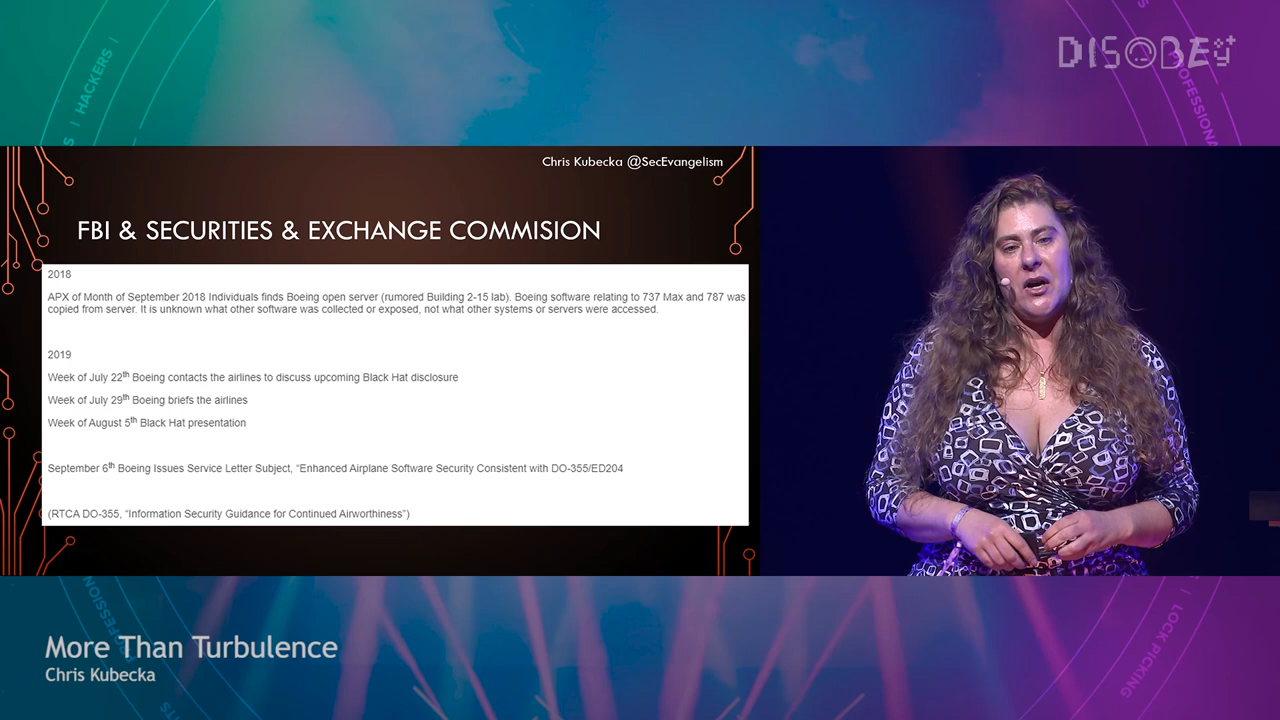 S | HACKERS |
DISOBEY
PROFESSIONA
Chris Kubecka @SecEvangelism
FBI & SECURITIES & EXCHANGE COMMISION
2018
APX of Month of September 2018 Individuals finds Boeing open server (rumored Building 2-15 lab). Boeing software relating to 737 Max and 787 was
copied from server. It is unknown what other software was collected or exposed, not what other systems or servers were accessed.
2019
Week of July 22th Boeing contacts the airlines to discuss upcoming Black Hat disclosure
Week of July 29th Boeing briefs the airlines
Week of August 5th Black Hat presentation
September 6th Boeing Issues Service Letter Subject, “Enhanced Airplane Software Security Consistent with DO-355/ED204
(RTCA DO-355, “Information Security Guidance for Continued Airworthiness”)
More Than Turbulence
Chris Kubecka
| LOCK PICKING